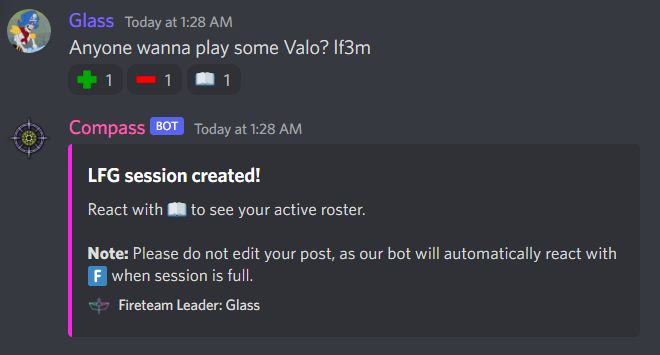 Glass Today at 1:28 AM
Anyone wanna play some Valo? lf3m
1 1 1
Compass BOT Today at 1:28 AM
LFG session created!
React with 📖 to see your active roster.
Note: Please do not edit your post, as our bot will automatically react with
F when session is full.
Fireteam Leader: Glass